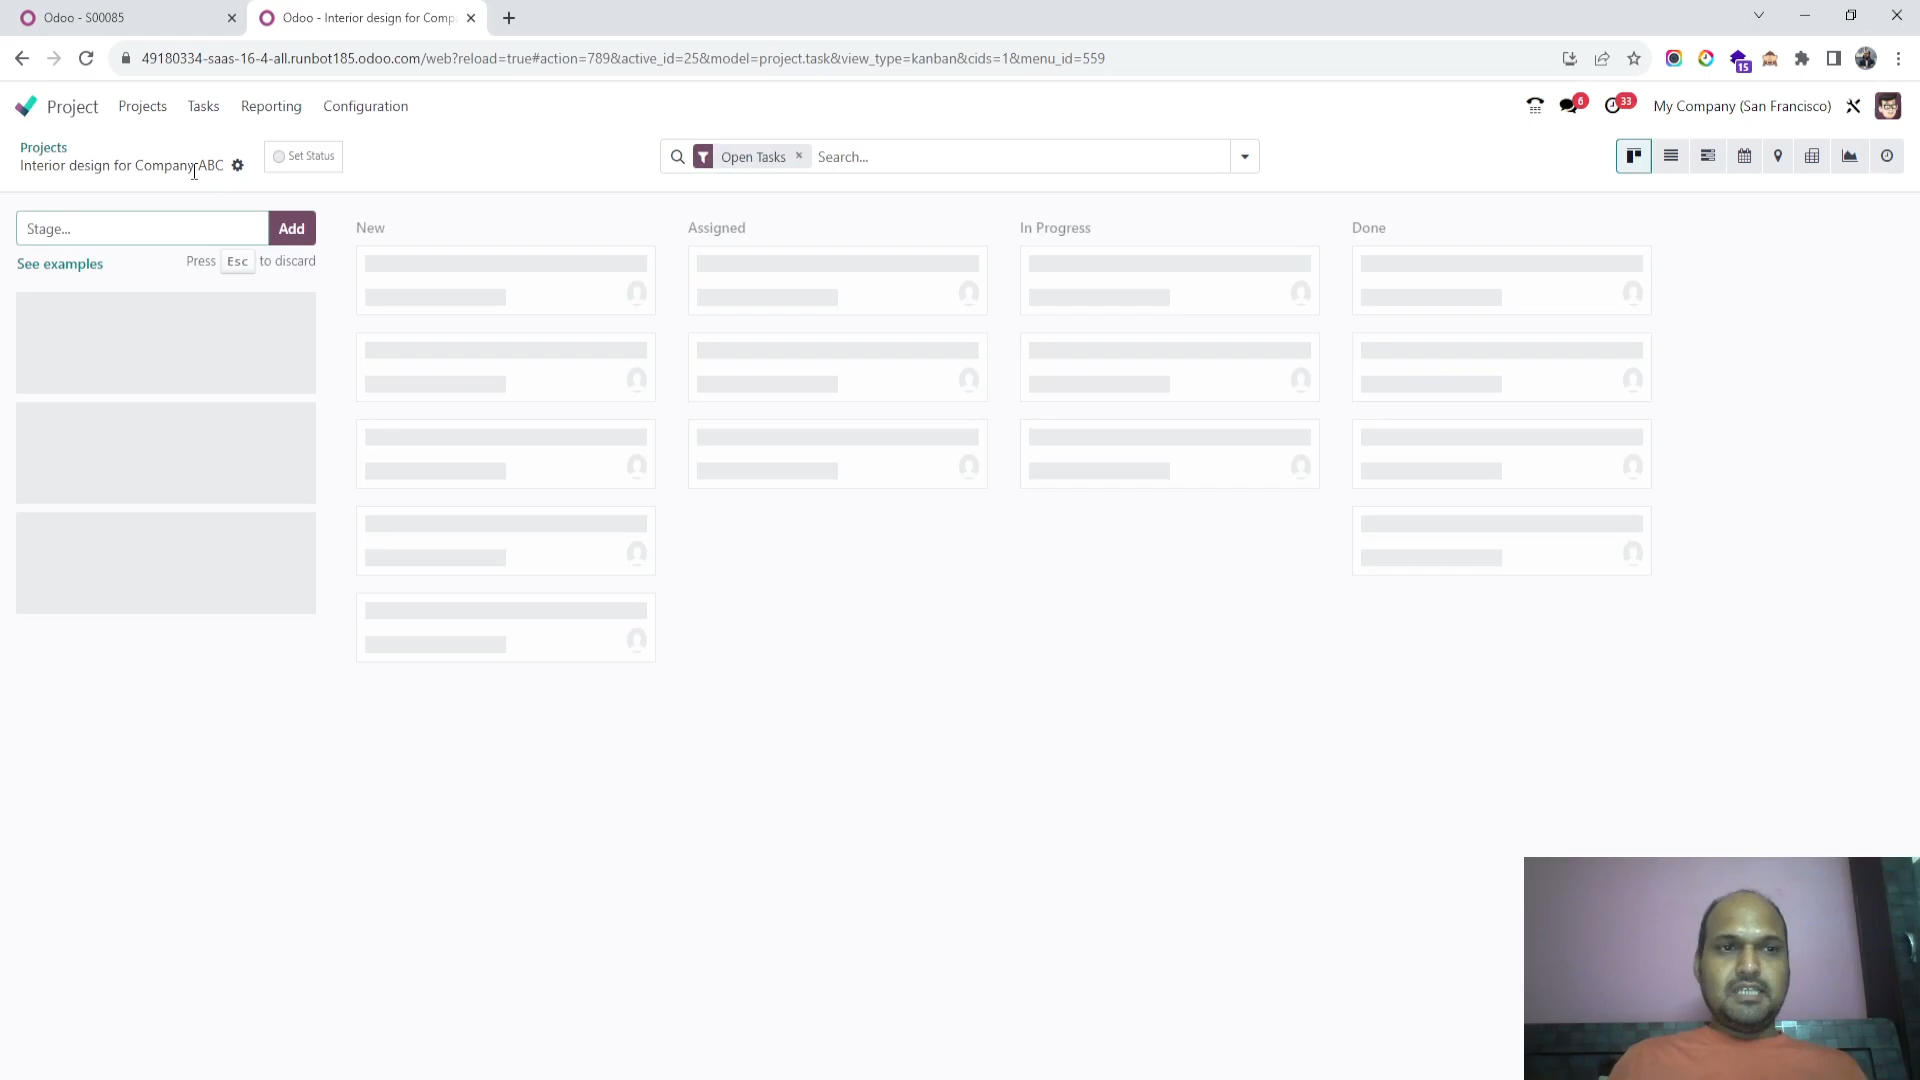 Odoo - S00085
Odoo - Interior design for Comp
49180334-saas-16-4-all.runbot185.odoo.com/web?reload=true#action=789&active_id=25&model=project.task&view_type=kanban&cids=1&menu_id=559
15
Project Projects Tasks Reporting Configuration
6 33 My Company (San Francisco)
Projects
Interior design for Company ABC
Set Status
Open Tasks × Search...
Stage... Add
See examples Press Esc to discard
New Assigned In Progress Done